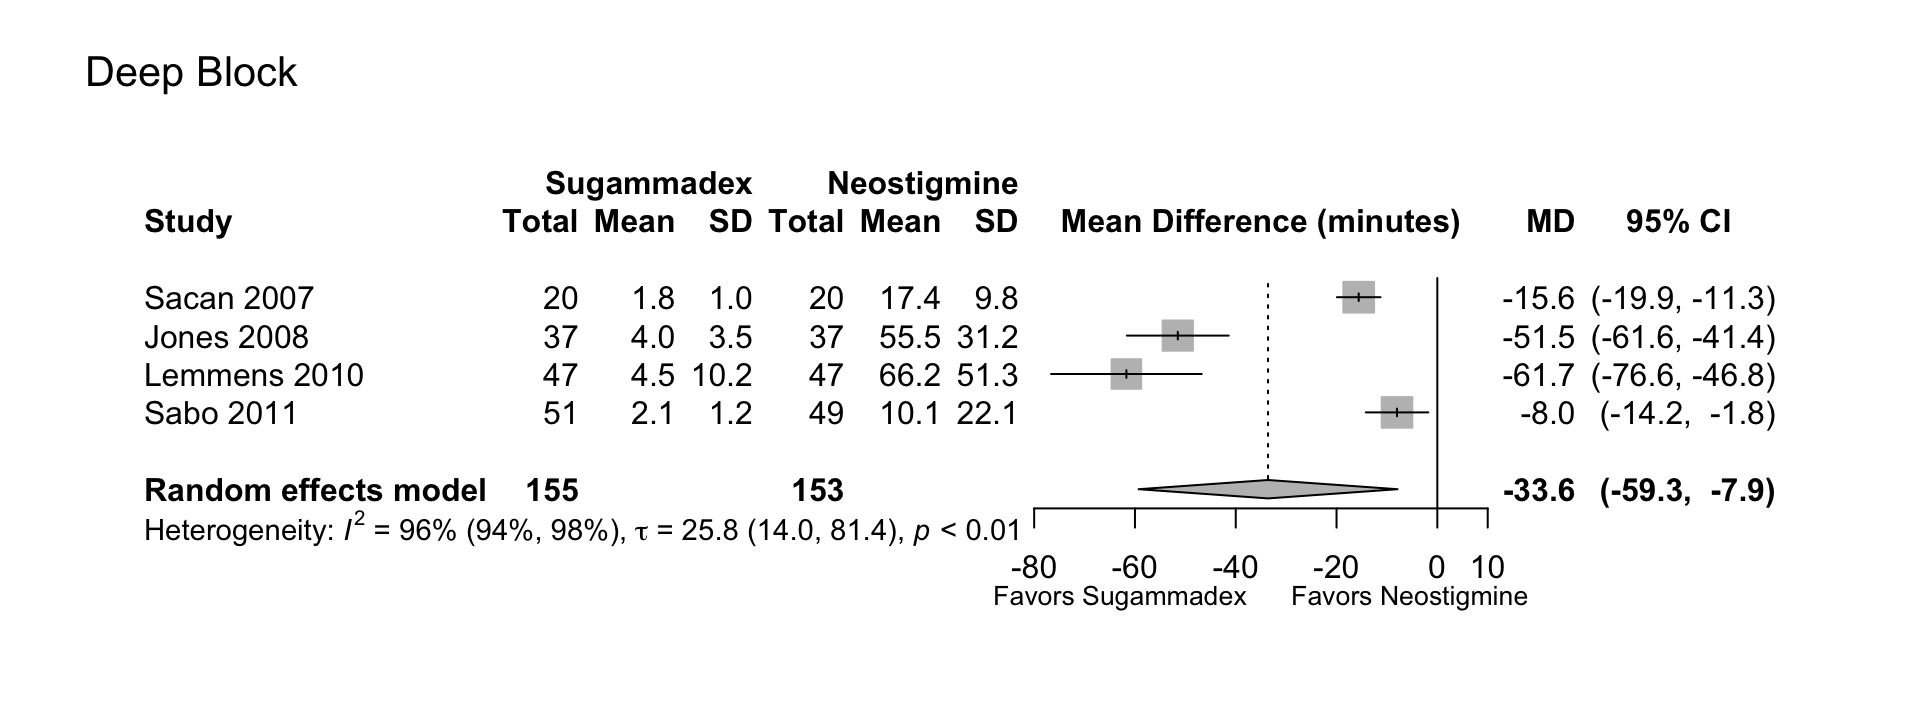 Deep Block
Sugammadex Neostigmine
Study Total Mean SD Total Mean SD Mean Difference (minutes) MD 95% CI
Sacan 2007 20 1.8 1.0 20 17.4 9.8 -15.6 (-19.9, -11.3)
Jones 2008 37 4.0 3.5 37 55.5 31.2 -51.5 (-61.6, -41.4)
Lemmens 2010 47 4.5 10.2 47 66.2 51.3 -61.7 (-76.6, -46.8)
Sabo 2011 51 2.1 1.2 49 10.1 22.1 -8.0 (-14.2, -1.8)
Random effects model 155 153 -33.6 (-59.3, -7.9)
Heterogeneity: I² = 96% (94%, 98%), τ = 25.8 (14.0, 81.4), p < 0.01
-80 -60 -40 -20 0 10
Favors Sugammadex Favors Neostigmine